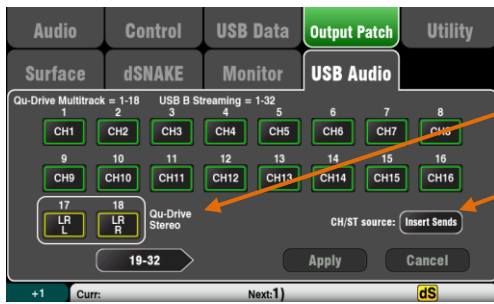 Audio Control USB Data Output Patch Utility
Surface dSNAKE Monitor USB Audio
Qu-Drive Multitrack = 1-18 USB B Streaming = 1-32
1 2 3 4 5 6 7 8
CH1 CH2 CH3 CH4 CH5 CH6 CH7 CH8
9 10 11 12 13 14 15 16
CH9 CH10 CH11 CH12 CH13 CH14 CH15 CH16
17 18
LR L LR R Qu-Drive Stereo
CH/ST source: Insert Sends
19-32 Apply Cancel
+1 Curr: Next:1) dS